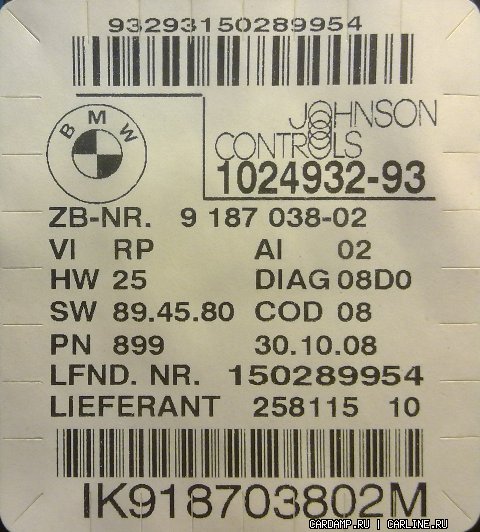 93293150289954
BMW
JOHNSON
CONTROLS
1024932-93
ZB-NR. 9 187 038-02
VI RP AI 02
HW 25 DIAG 08D0
SW 89.45.80 COD 08
PN 899 30.10.08
LFND. NR. 150289954
LIEFERANT 258115 10
IK918703802M
CARDAMP.RU | CARLINE.RU